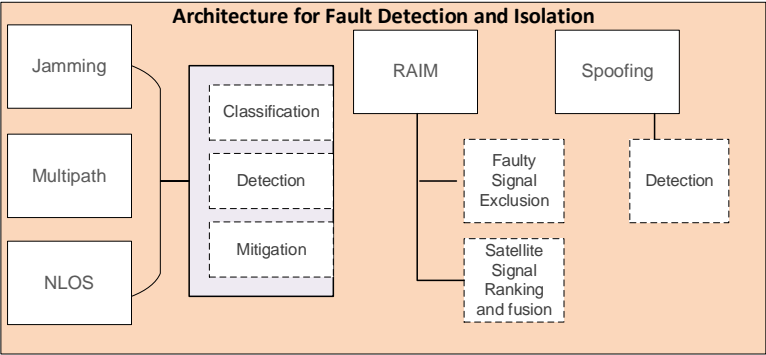 Architecture for Fault Detection and Isolation
Jamming
Multipath
NLOS
Classification
Detection
Mitigation
RAIM
Faulty
Signal
Exclusion
Satellite
Signal
Ranking
and fusion
Spoofing
Detection